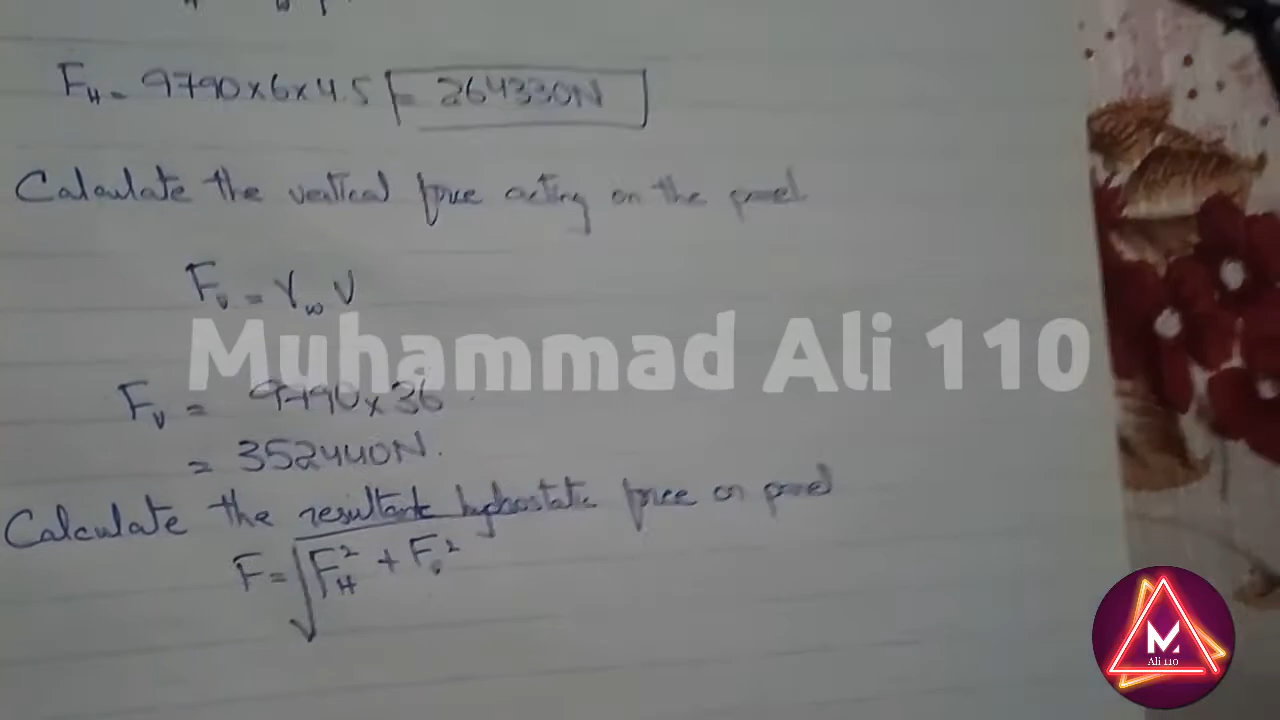 F_H = 9790×6×4.5 = 264330N
Calculate the vertical force acting on the panel
F_v = γ_w V
Muhammad Ali 110
F_v = 9790×36
= 352440N.
Calculate the resultant hydrostatic force on panel
F = √F_H² + F_v²
M
Ali 110